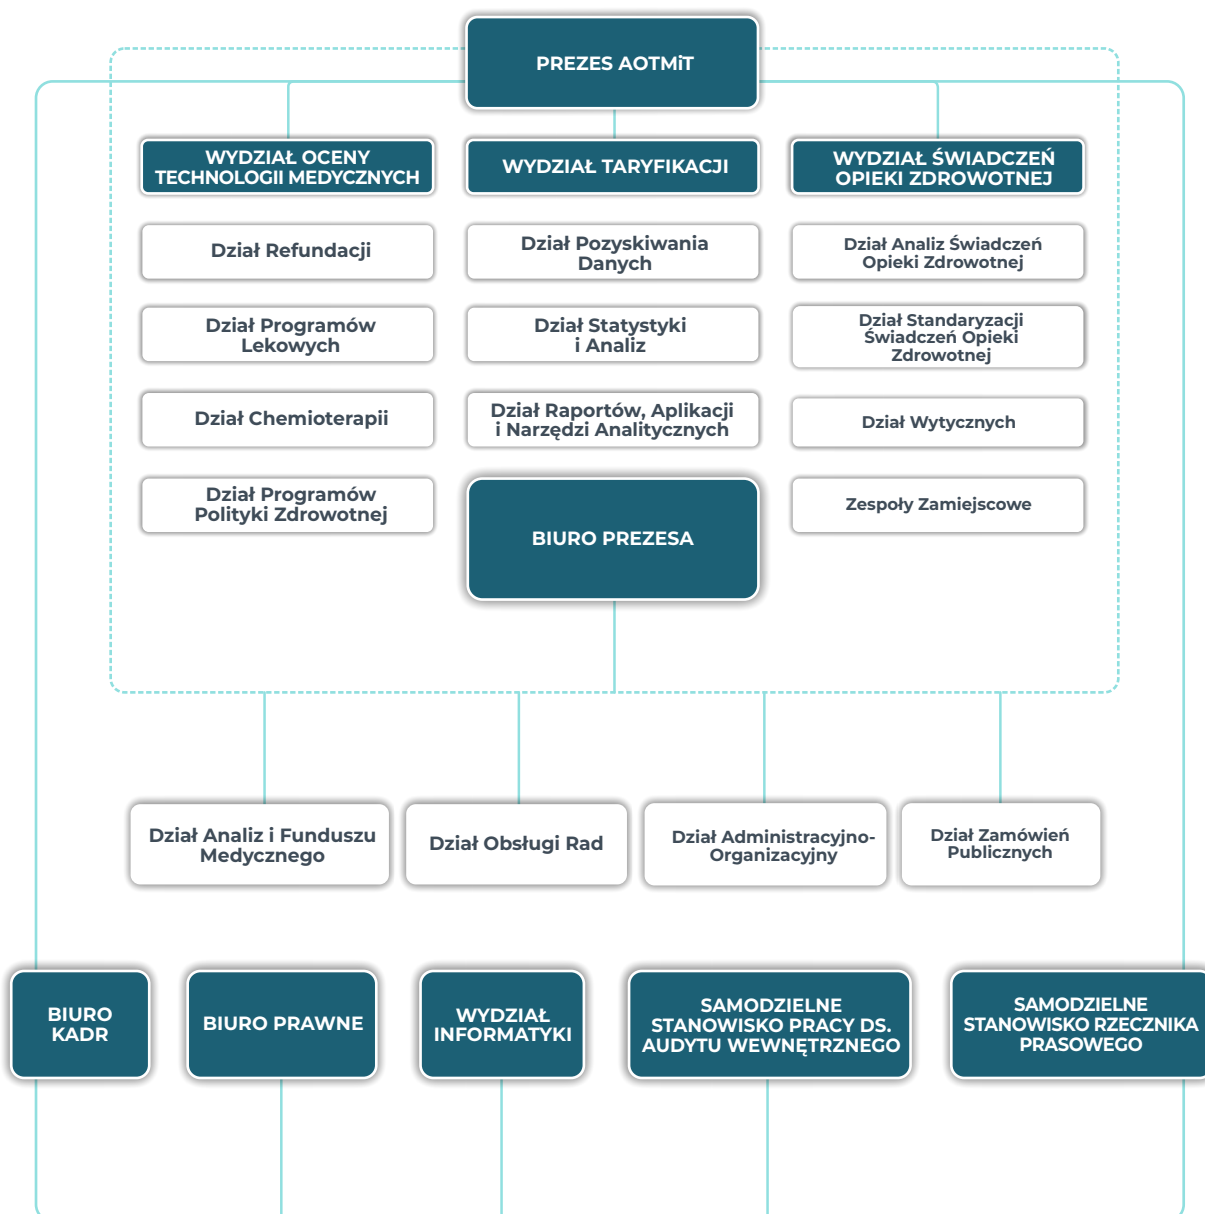 PREZES AOTMiT
WYDZIAŁ OCENY
TECHNOLOGII MEDYCZNYCH
Dział Refundacji
Dział Programów
Lekowych
Dział Chemioterapii
Dział Programów
Polityki Zdrowotnej
WYDZIAŁ TARYFIKACJI
Dział Pozyskiwania
Danych
Dział Statystyki
i Analiz
Dział Raportów, Aplikacji
i Narzędzi Analitycznych
WYDZIAŁ ŚWIADCZEŃ
OPIEKI ZDROWOTNEJ
Dział Analiz Świadczeń
Opieki Zdrowotnej
Dział Standaryzacji
Świadczeń Opieki
Zdrowotnej
Dział Wytycznych
Zespoły Zamiejscowe
BIURO PREZESA
Dział Analiz i Funduszu
Medycznego
Dział Obsługi Rad
Dział Administracyjno-
Organizacyjny
Dział Zamówień
Publicznych
BIURO
KADR
BIURO PRAWNE
WYDZIAŁ
INFORMATYKI
SAMODZIELNE
STANOWISKO PRACY DS.
AUDYTU WEWNĘTRZNEGO
SAMODZIELNE
STANOWISKO RZECZNIKA
PRASOWEGO